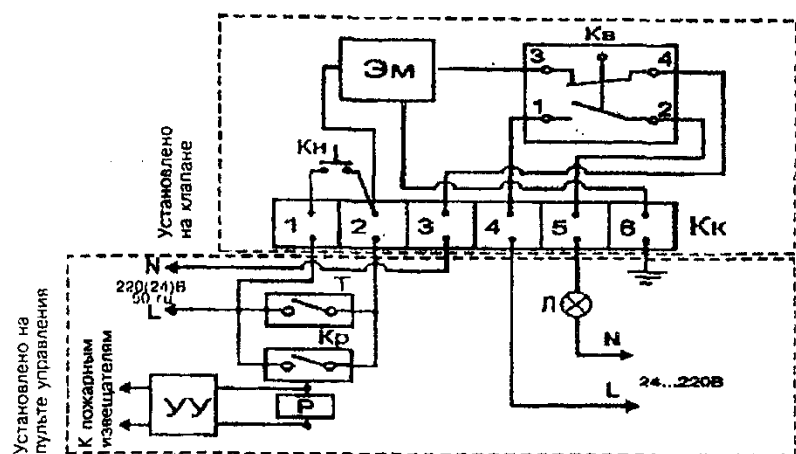 Кв
3
4
Эм
1
2
Кн
Установлено
на клапане
1
2
3
4
5
6
Кк
N
220(24)В
50 гц
L
Т
Кр
Л
N
L
24...220В
УУ
Р
К пожарным
извещателям
Установлено на
пульте управления